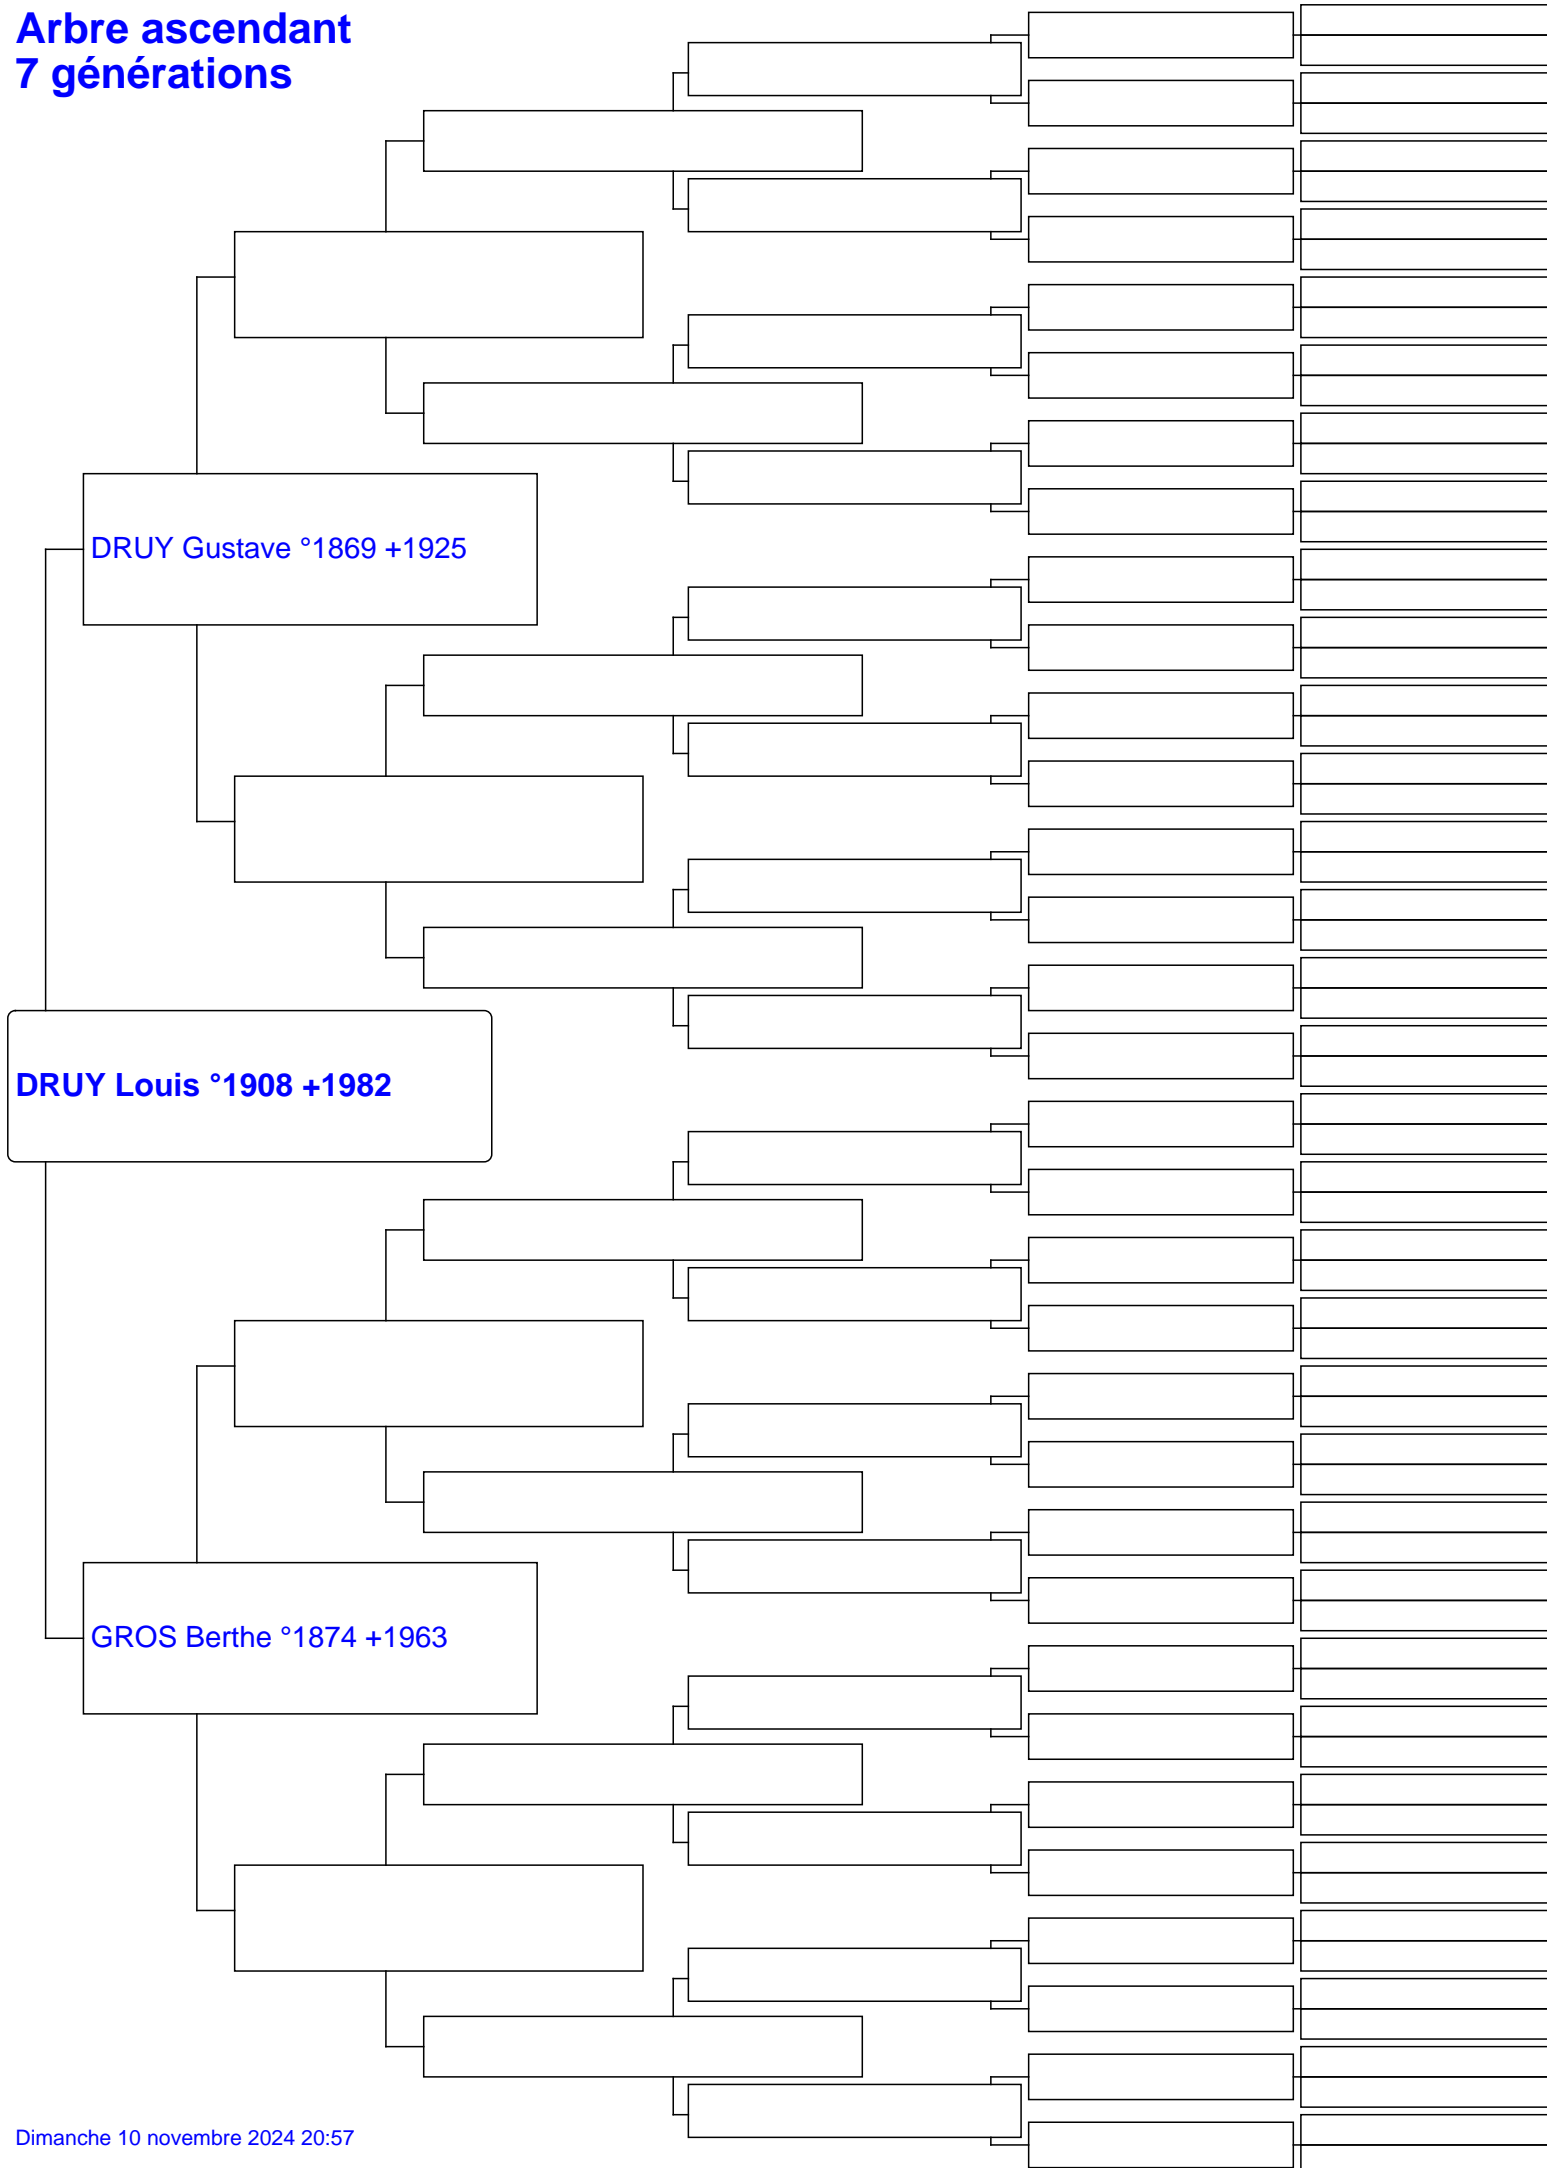 Arbre ascendant
7 générations
DRUY Gustave °1869 +1925
DRUY Louis °1908 +1982
GROS Berthe °1874 +1963
Dimanche 10 novembre 2024 20:57